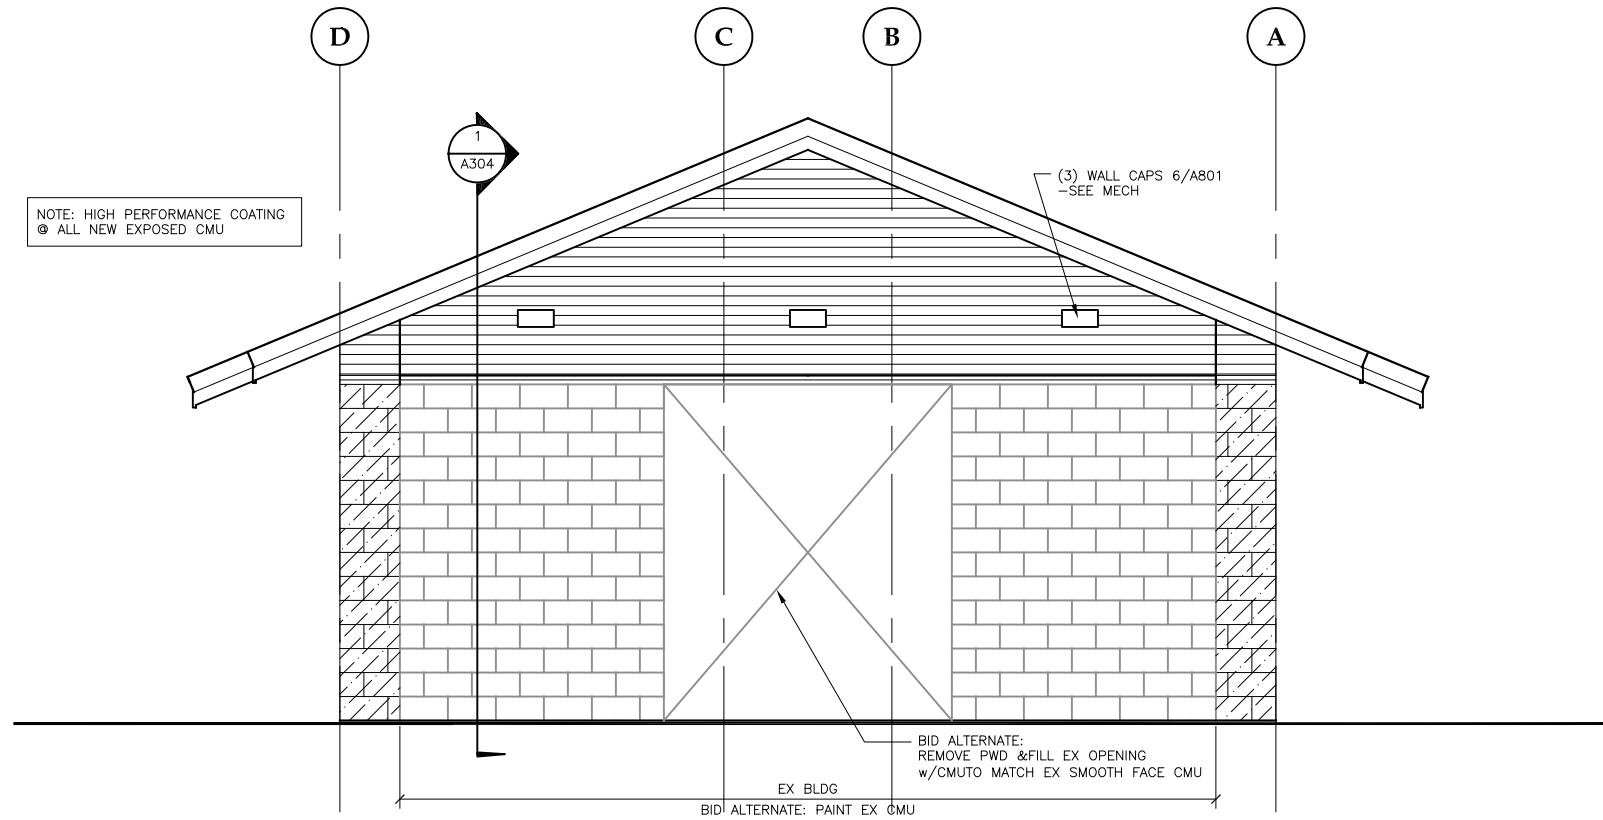 D
C
B
A
1
A304
(3) WALL CAPS 6/A801
-SEE MECH
NOTE: HIGH PERFORMANCE COATING
@ ALL NEW EXPOSED CMU
BID ALTERNATE:
REMOVE PWD &FILL EX OPENING
w/CMUTO MATCH EX SMOOTH FACE CMU
EX BLDG
BID ALTERNATE: PAINT EX CMU